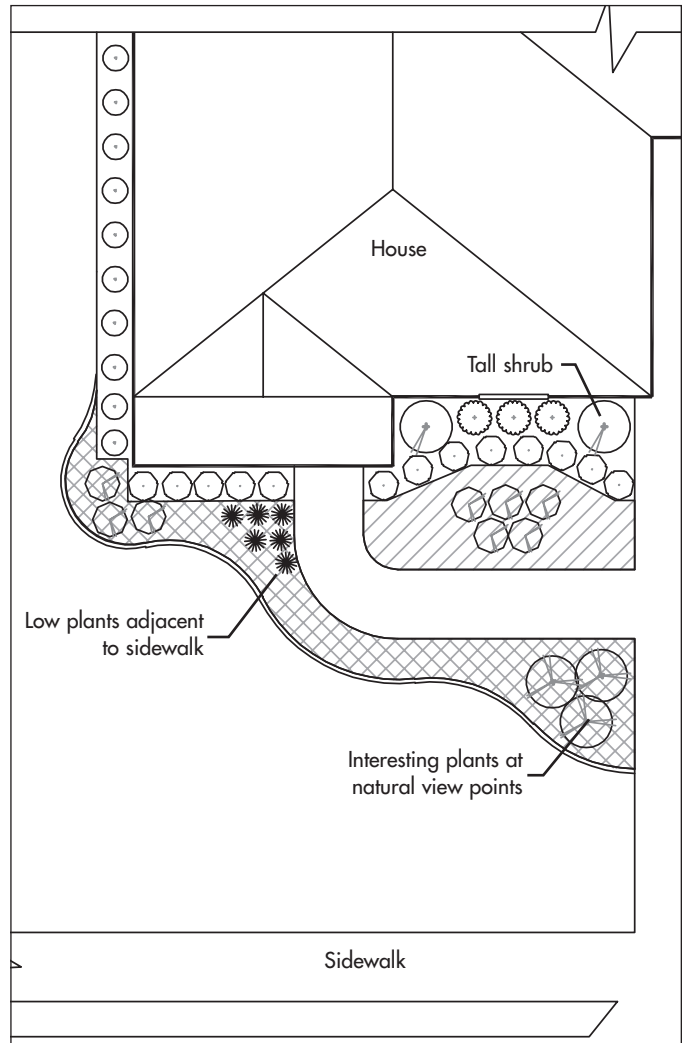 House
Tall shrub
Low plants adjacent
to sidewalk
Interesting plants at
natural view points
Sidewalk